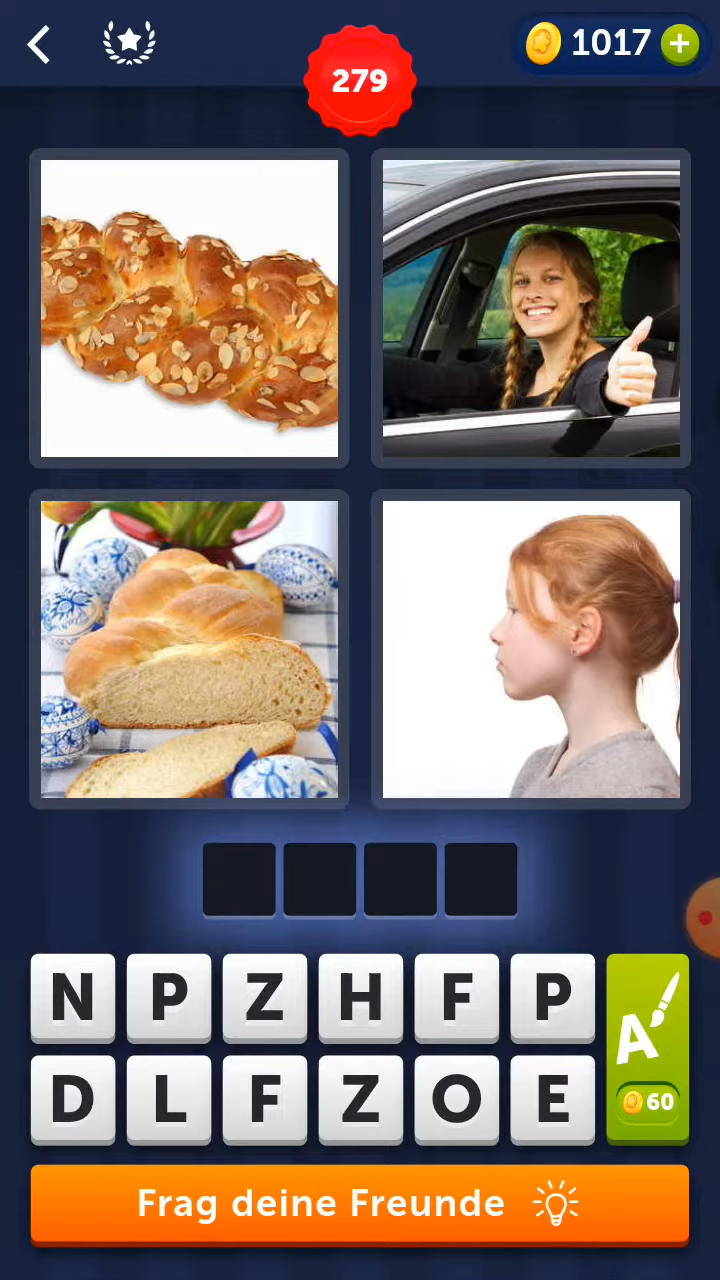 279
1017 +
N P Z H F P
A
D L F Z O E
60
Frag deine Freunde